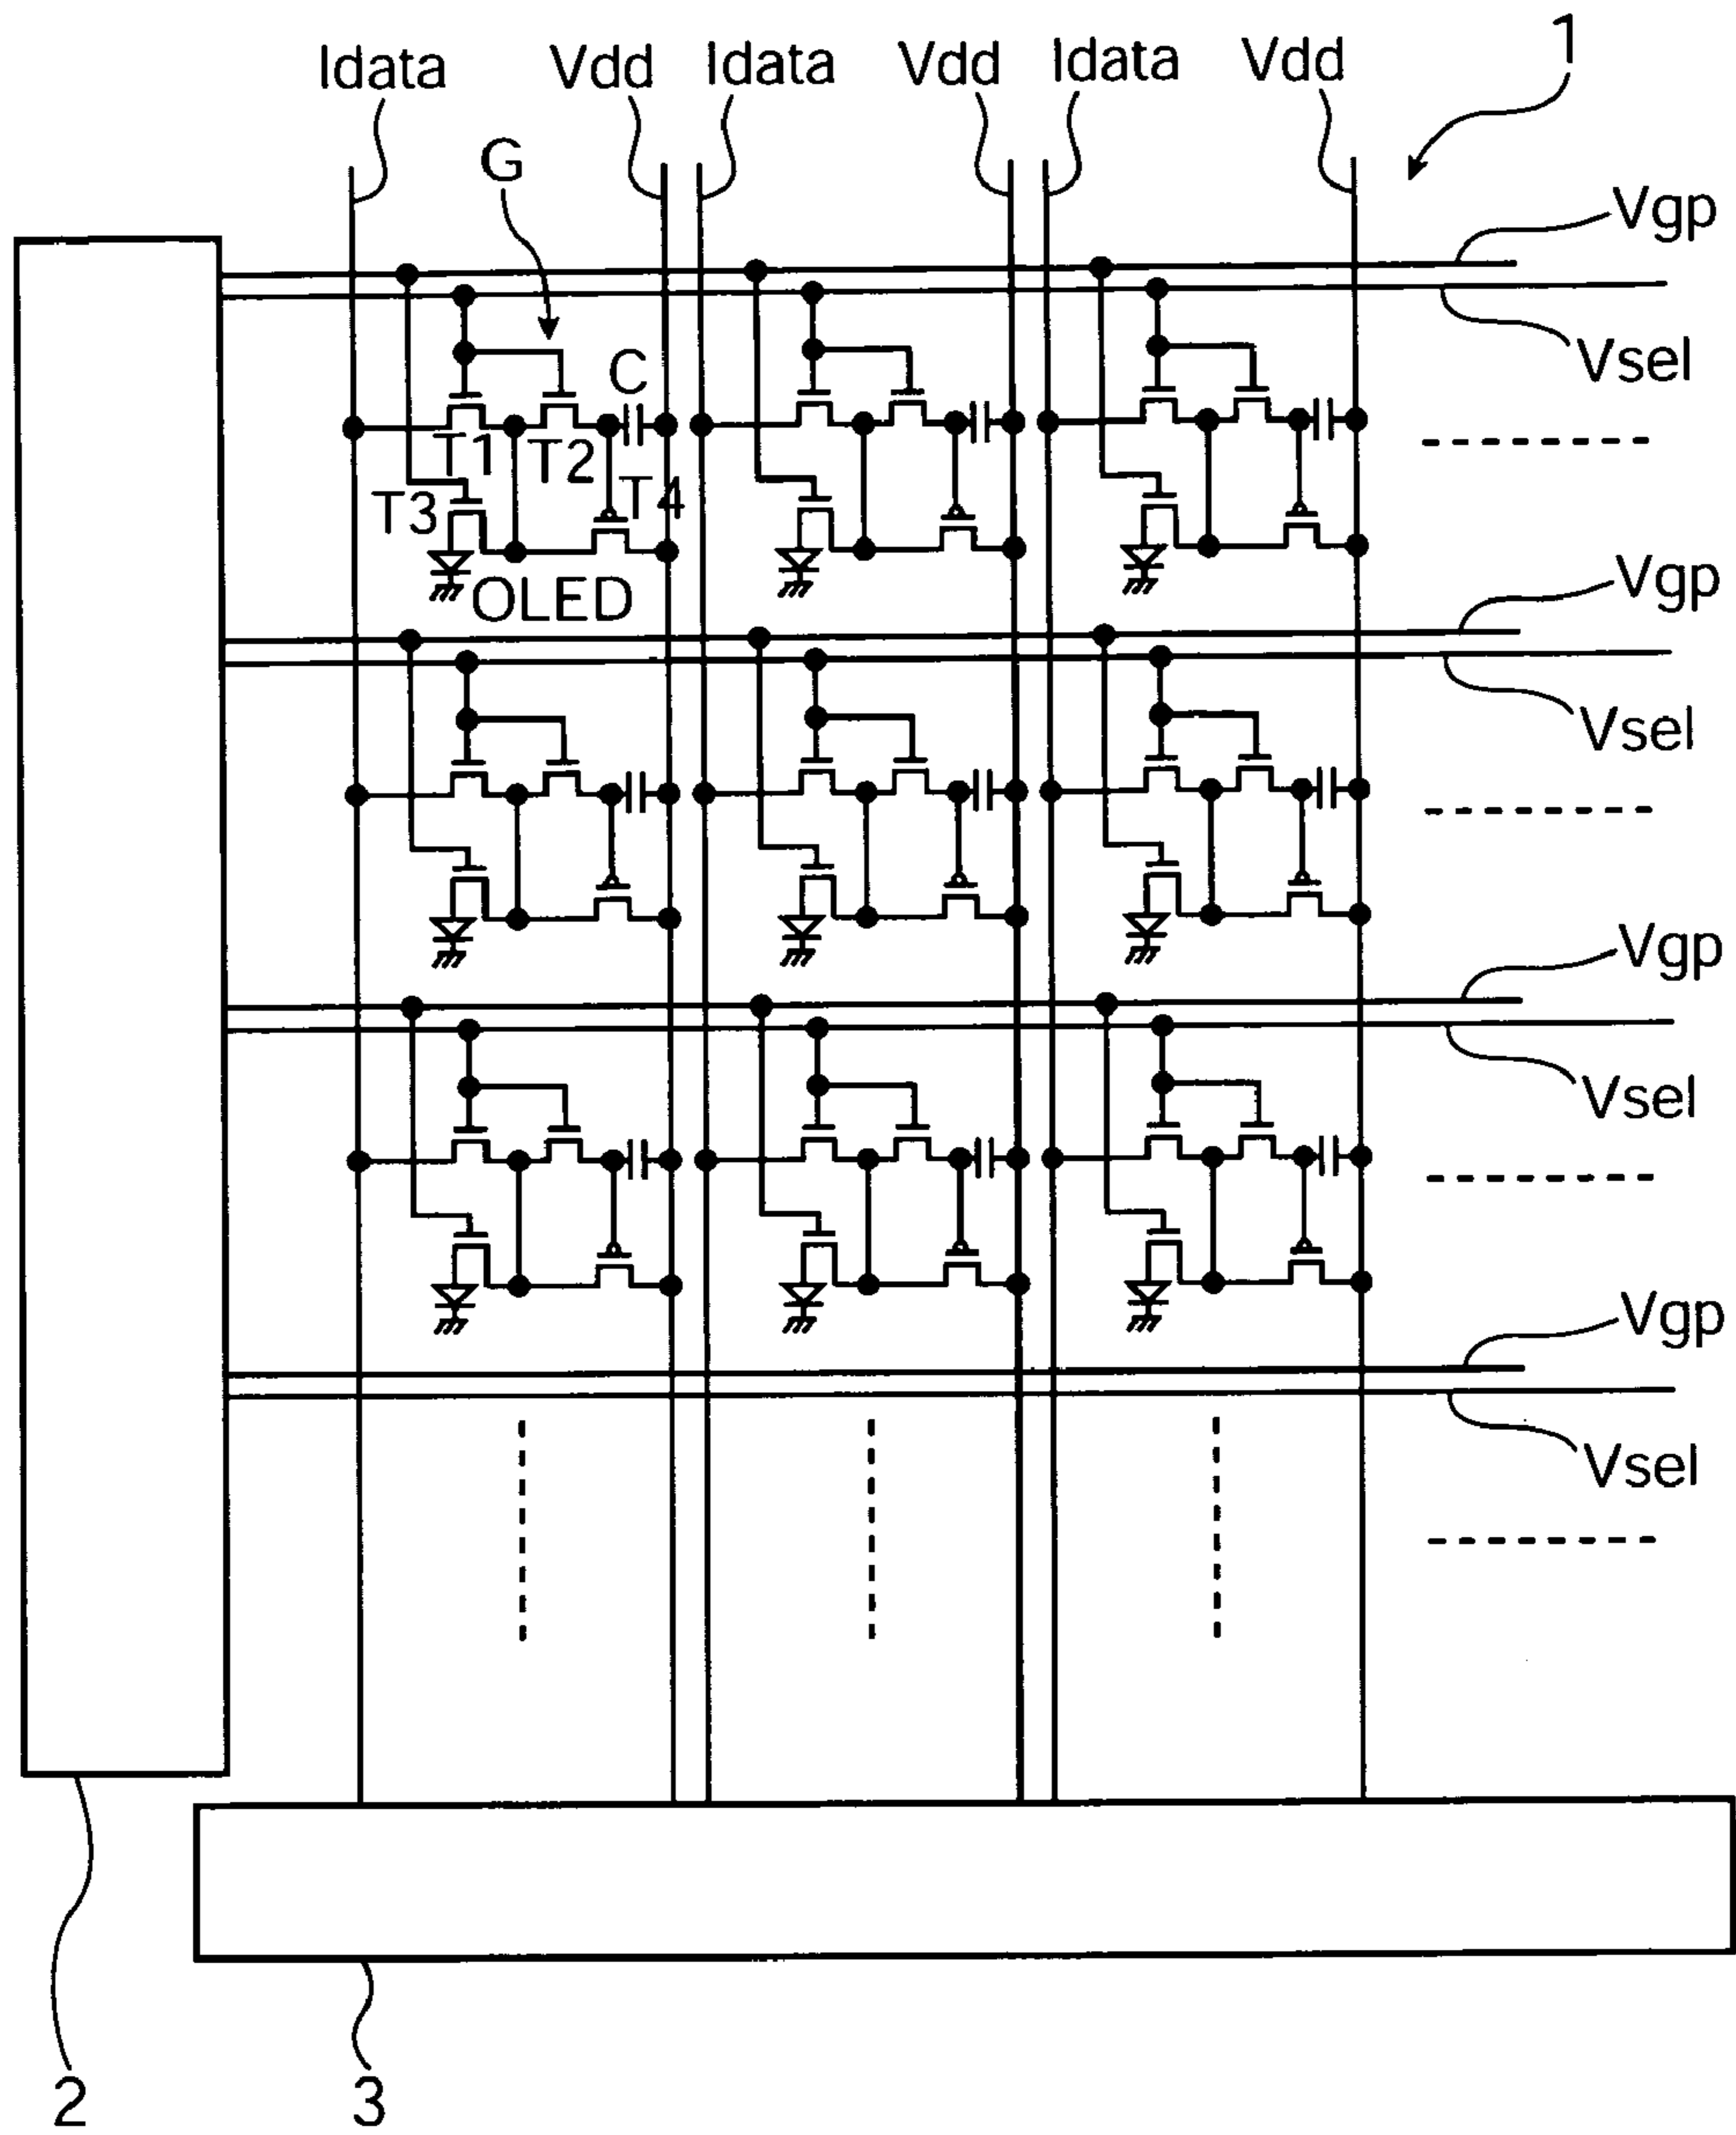 Idata Vdd Idata Vdd Idata Vdd 1
G
Vgp
Vsel
C
T1 T2
T3 T4
OLED
Vgp
Vsel
Vgp
Vsel
Vgp
Vsel
2 3